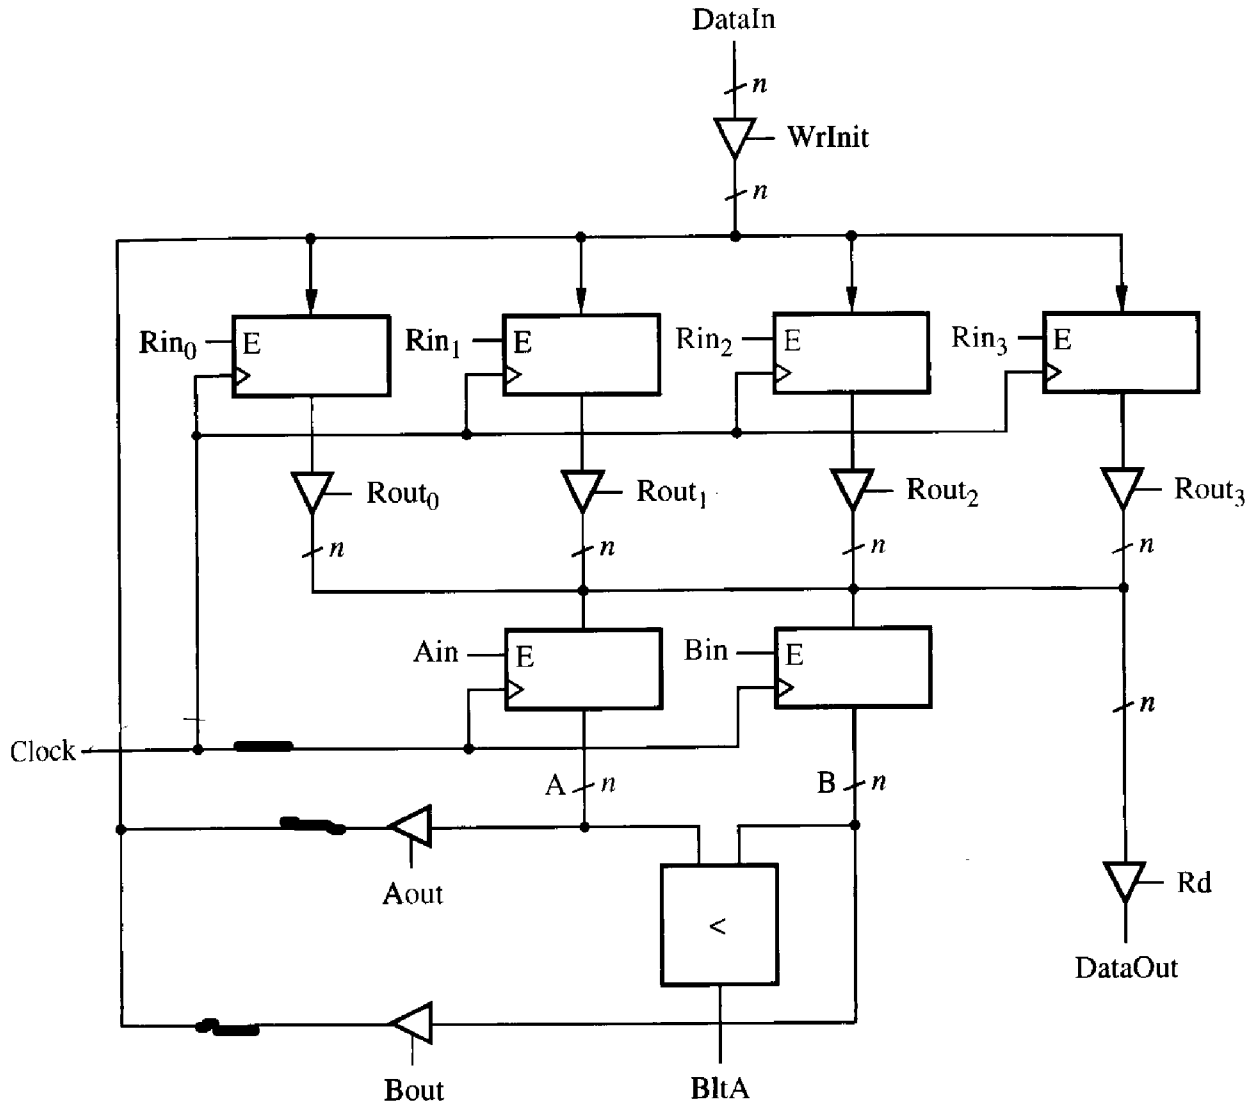 DataIn
n
WrInit
n
Rin0
E
Rin1
E
Rin2
E
Rin3
E
Rout0
Rout1
Rout2
Rout3
n
n
n
n
Ain
E
Bin
E
n
Clock
A
n
B
n
Aout
<
Rd
DataOut
Bout
BltA